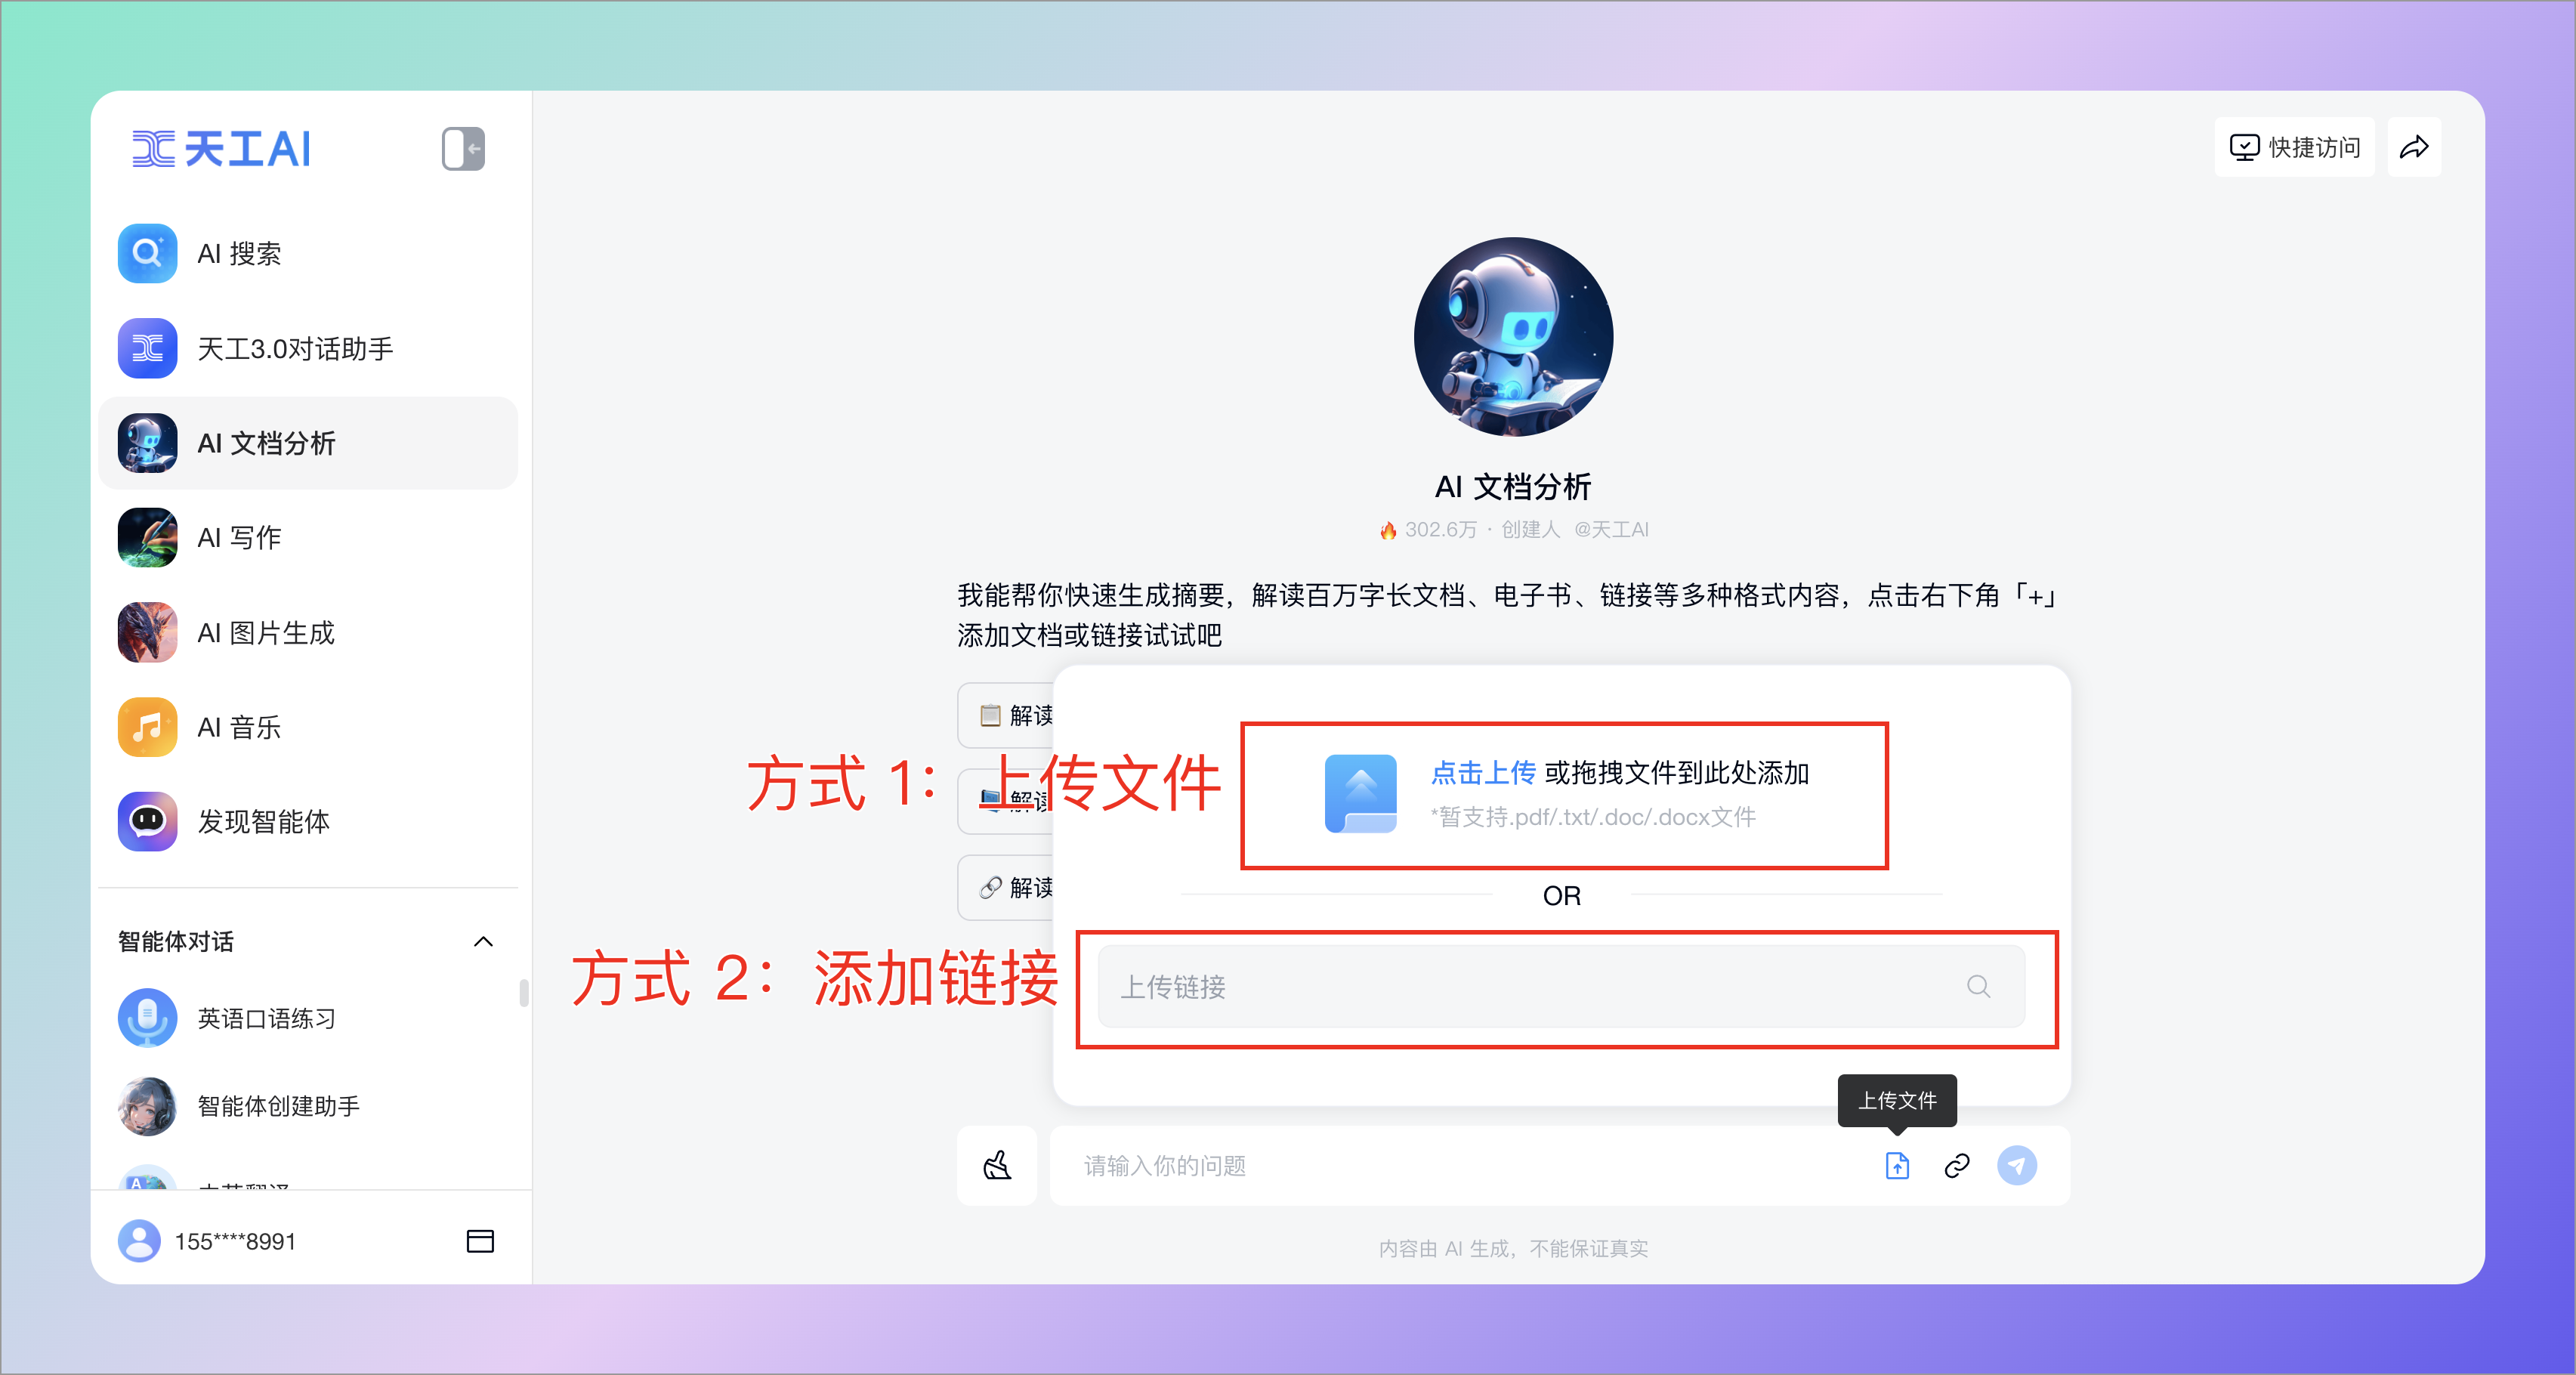 天工AI
快捷访问
AI 搜索
天工3.0对话助手
AI 文档分析
AI 写作
AI 图片生成
AI 音乐
发现智能体
智能体对话
英语口语练习
智能体创建助手
155****8991
AI 文档分析
302.6万 · 创建人 @天工AI
我能帮你快速生成摘要，解读百万字长文档、电子书、链接等多种格式内容，点击右下角「+」
添加文档或链接试试吧
解读
解读
解读
方式 1：上传文件
点击上传 或拖拽文件到此处添加
*暂支持.pdf/.txt/.doc/.docx文件
OR
方式 2：添加链接
上传链接
上传文件
请输入你的问题
内容由 AI 生成，不能保证真实